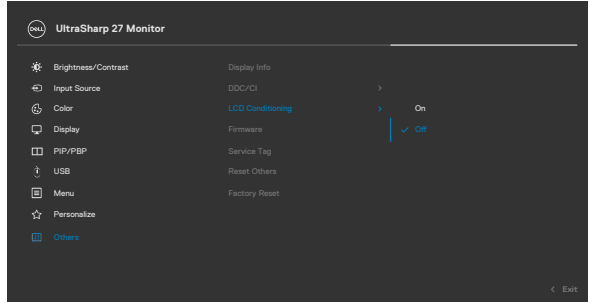 DELL UltraSharp 27 Monitor
Brightness/Contrast Display Info
Input Source DDC/CI >
Color LCD Conditioning > On
Display Firmware ✓ Off
PIP/PBP Service Tag
USB Reset Others
Menu Factory Reset
Personalize
Others
< Exit